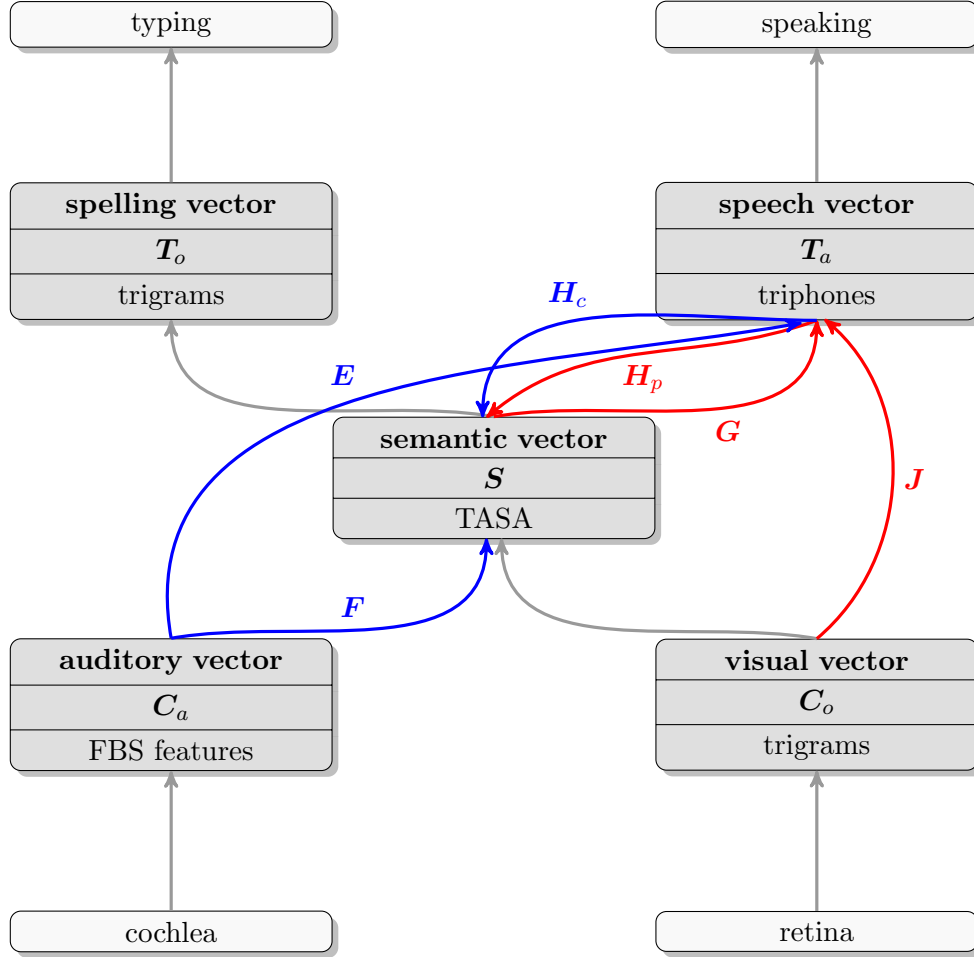 typing
speaking
spelling vector
T_o
trigrams
speech vector
T_a
triphones
H_c
E
H_p
G
semantic vector
S
TASA
J
F
auditory vector
C_a
FBS features
visual vector
C_o
trigrams
cochlea
retina